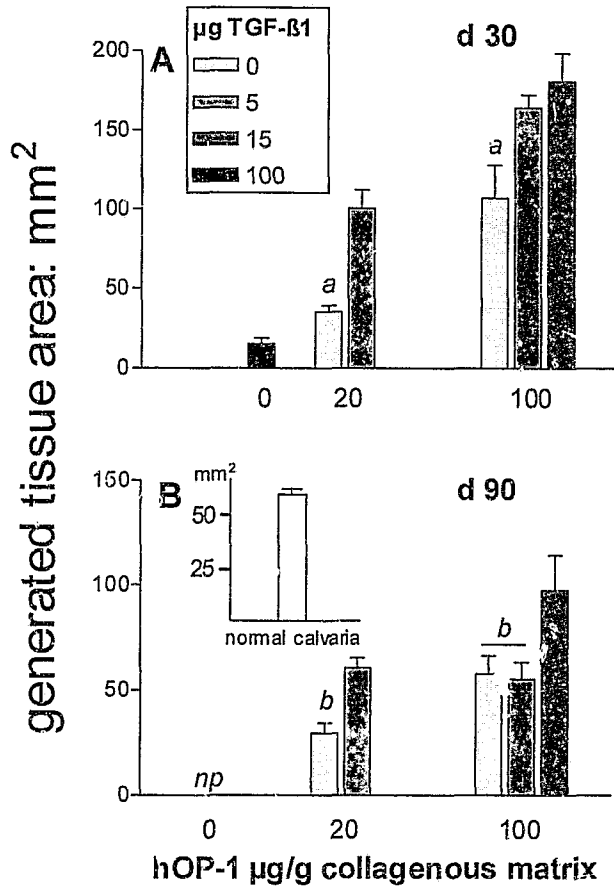 µg TGF-ß1
0
5
15
100
A
d 30
200
150
100
50
0
a
a
0
20
100
generated tissue area: mm²
B
d 90
150
100
50
0
mm²
50
25
normal calvaria
np
b
b
0
20
100
hOP-1 µg/g collagenous matrix